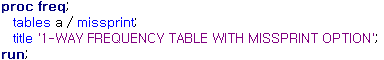 proc freq;
tables a / missprint;
title '1-WAY FREQUENCY TABLE WITH MISSPRINT OPTION';
run;